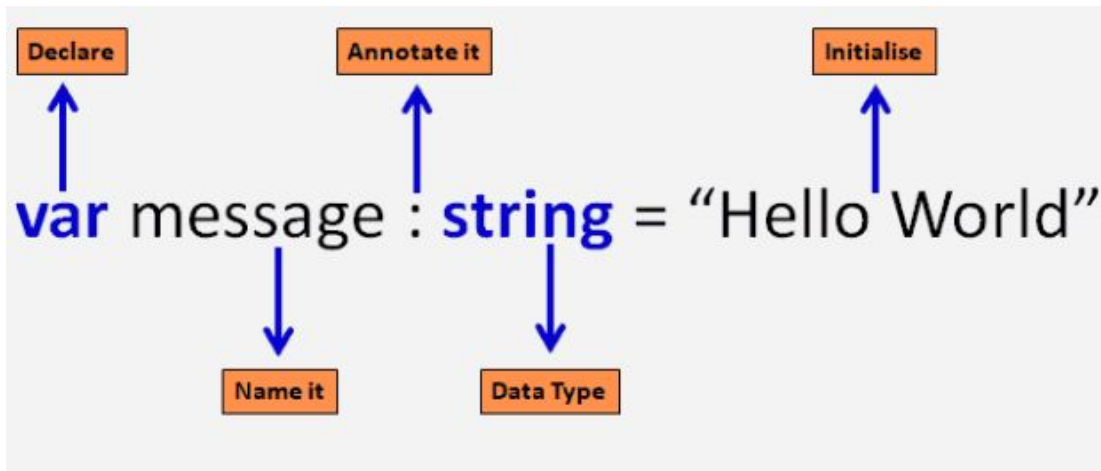 Declare Annotate it Initialise
var message : string = “Hello World”
Name it Data Type